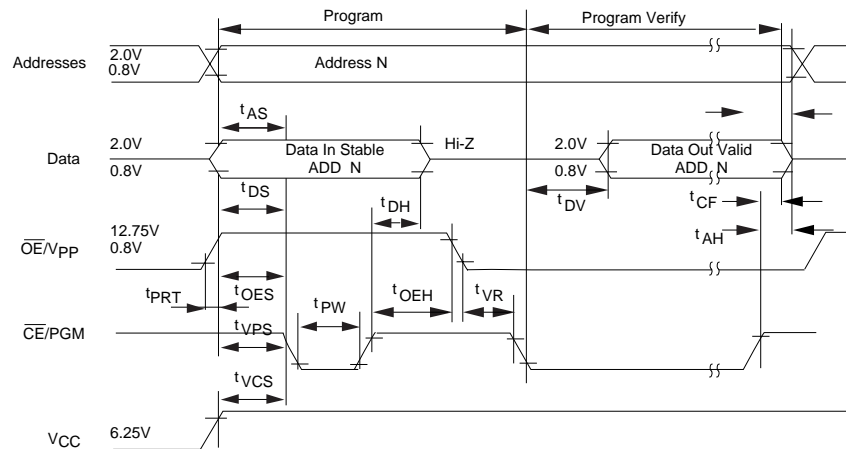 Program
Program Verify
Addresses
2.0V
0.8V
Address N
tAS
Data
2.0V
0.8V
Data In Stable
ADD N
Hi-Z
2.0V
0.8V
Data Out Valid
ADD N
tDS
tDH
tDV
tCF
tAH
OE/VPP
12.75V
0.8V
tPRT
tOES
tPW
tOEH
tVR
CE/PGM
tVPS
tVCS
VCC
6.25V